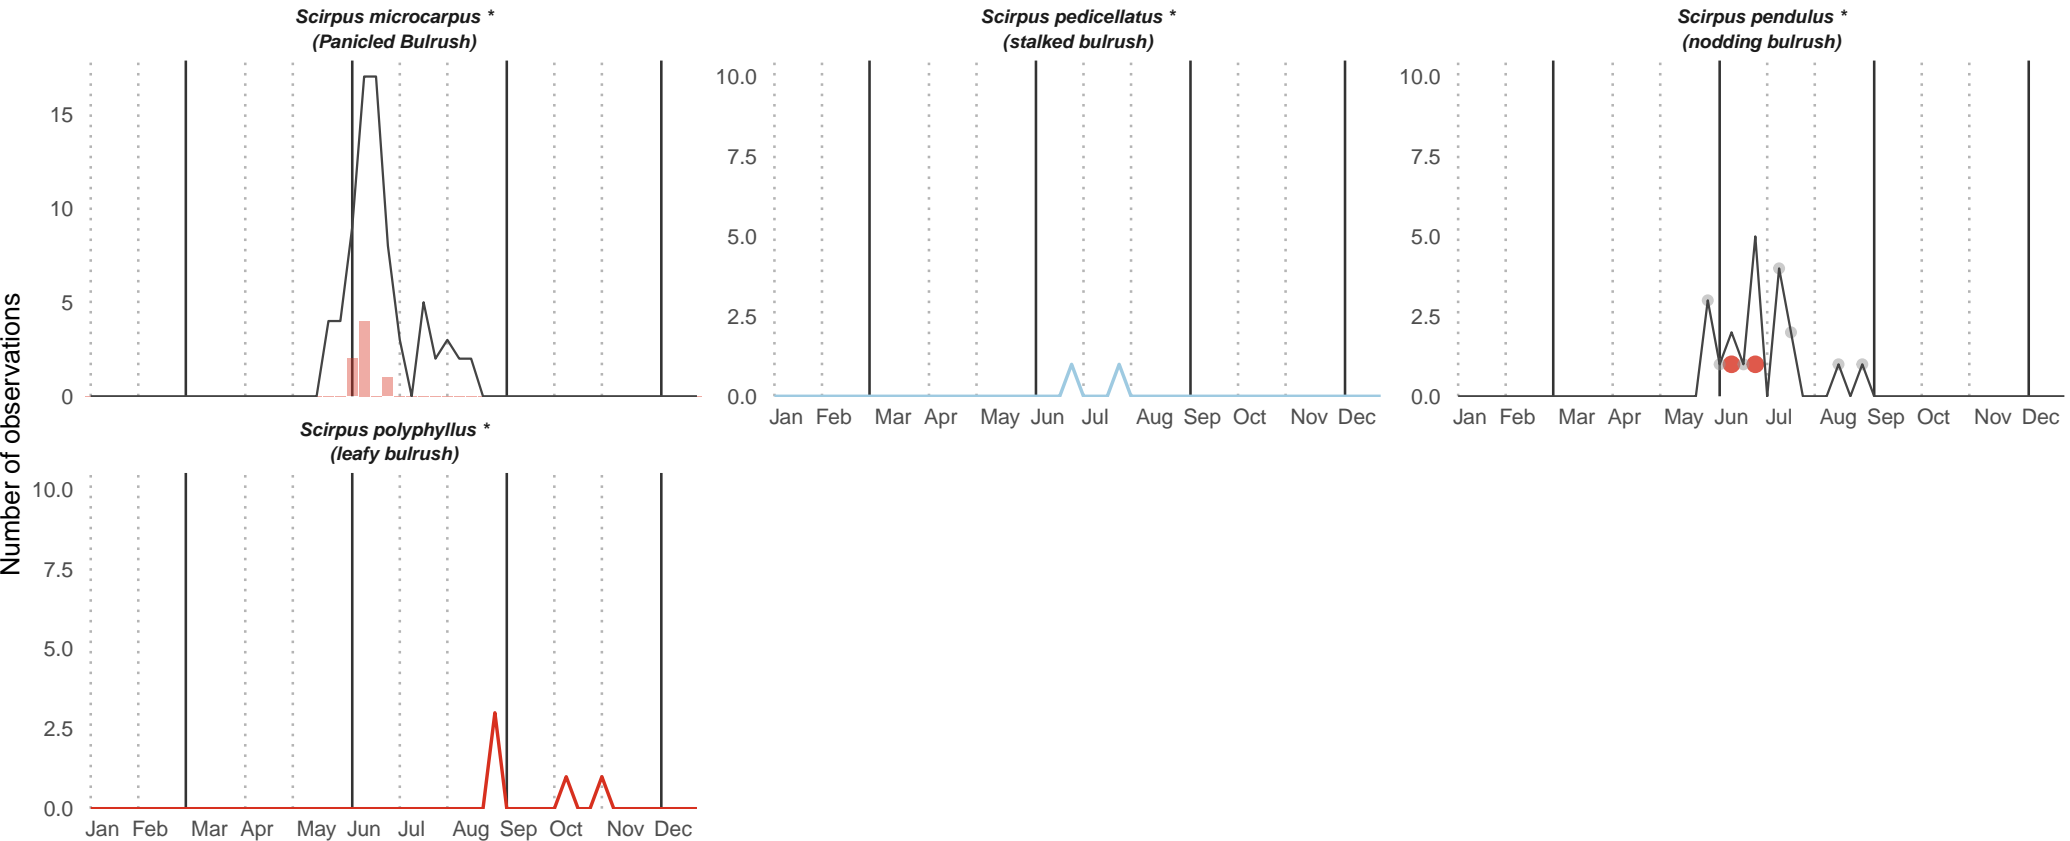 Scirpus microcarpus *
(Panicled Bulrush)
Scirpus pedicellatus *
(stalked bulrush)
Scirpus pendulus *
(nodding bulrush)
15
10
5
0
10.0
7.5
5.0
2.5
0.0
Jan Feb Mar Apr May Jun Jul Aug Sep Oct Nov Dec
10.0
7.5
5.0
2.5
0.0
Jan Feb Mar Apr May Jun Jul Aug Sep Oct Nov Dec
Number of observations
Scirpus polyphyllus *
(leafy bulrush)
10.0
7.5
5.0
2.5
0.0
Jan Feb Mar Apr May Jun Jul Aug Sep Oct Nov Dec